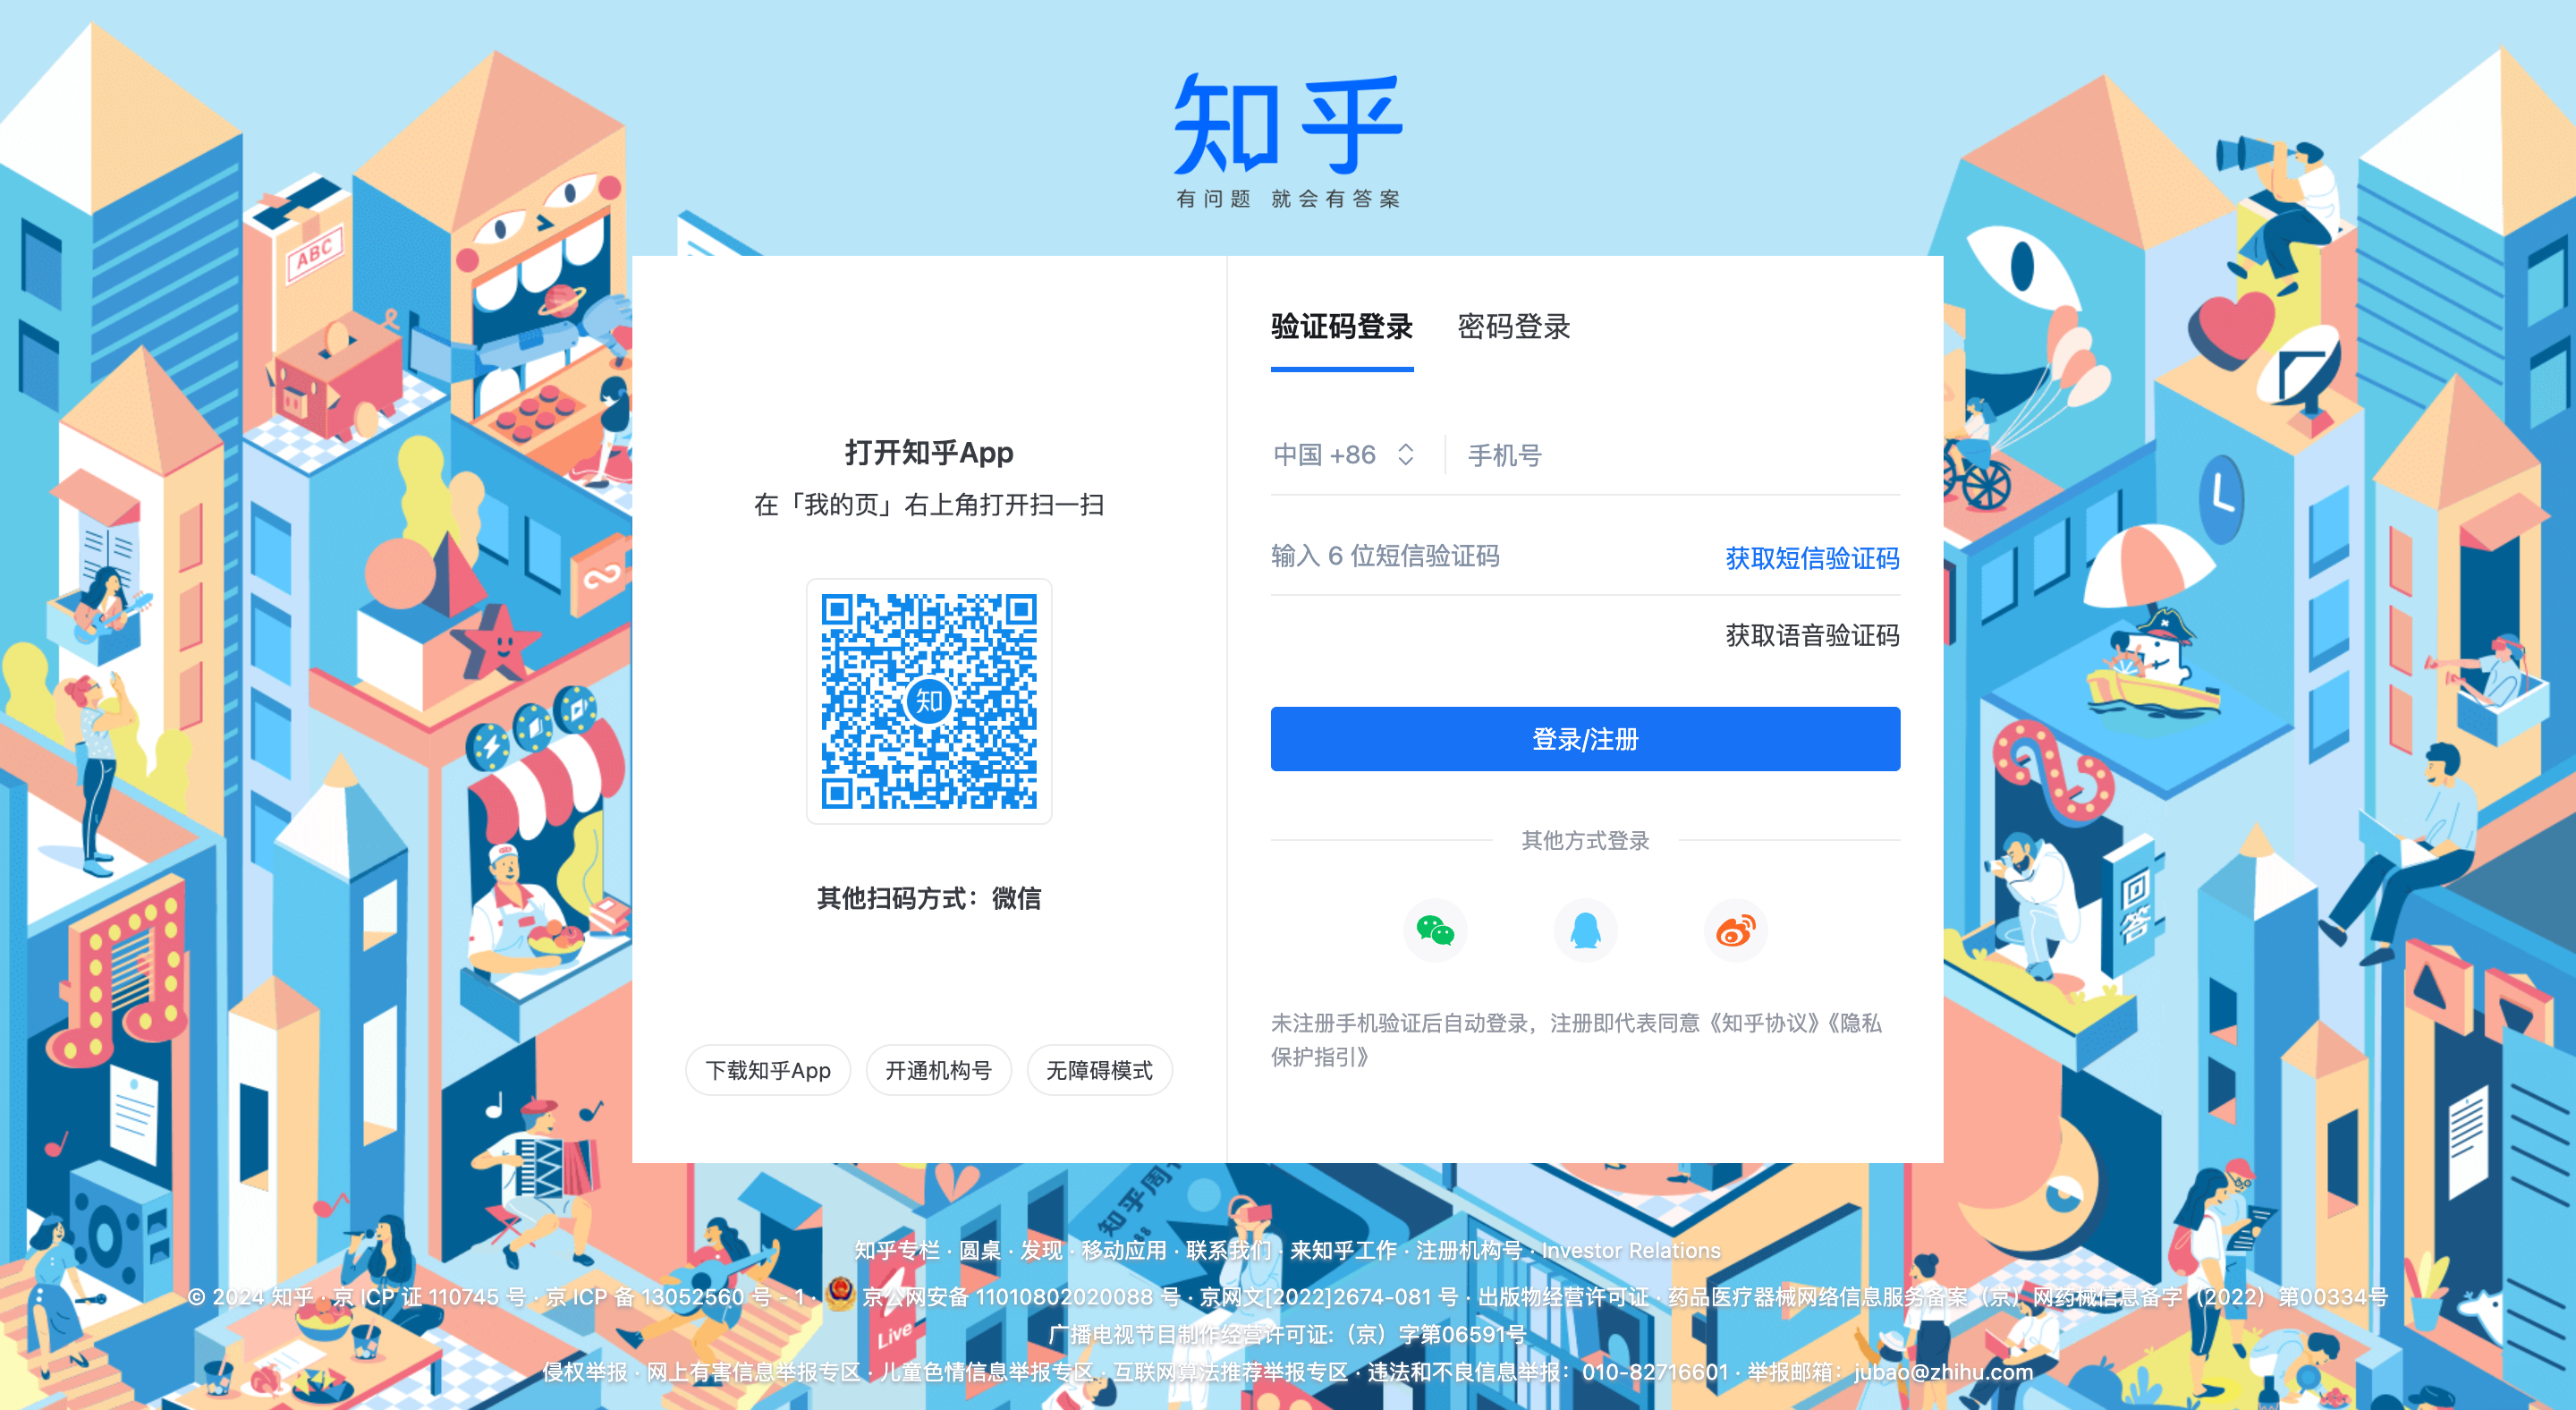 知乎
有问题 就会有答案
ABC
打开知乎App
在「我的页」右上角打开扫一扫
知
其他扫码方式：微信
下载知乎App
开通机构号
无障碍模式
验证码登录 密码登录
中国 +86 手机号
输入 6 位短信验证码 获取短信验证码
获取语音验证码
登录/注册
其他方式登录
未注册手机验证后自动登录，注册即代表同意《知乎协议》《隐私
保护指引》
回答
知乎周
Live
知乎专栏 · 圆桌 · 发现 · 移动应用 · 联系我们 · 来知乎工作 · 注册机构号 · Investor Relations
© 2024 知乎 · 京 ICP 证 110745 号 · 京 ICP 备 13052560 号 - 1 · 京公网安备 11010802020088 号 · 京网文[2022]2674-081 号 · 出版物经营许可证 · 药品医疗器械网络信息服务备案（京）网药械信息备字（2022）第00334号
广播电视节目制作经营许可证:（京）字第06591号
侵权举报 · 网上有害信息举报专区 · 儿童色情信息举报专区 · 互联网算法推荐举报专区 · 违法和不良信息举报：010-82716601 · 举报邮箱：jubao@zhihu.com